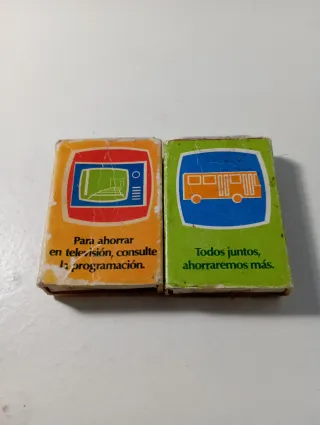 Para ahorrar
en televisión, consulte
la programación.
Todos juntos,
ahorraremos más.